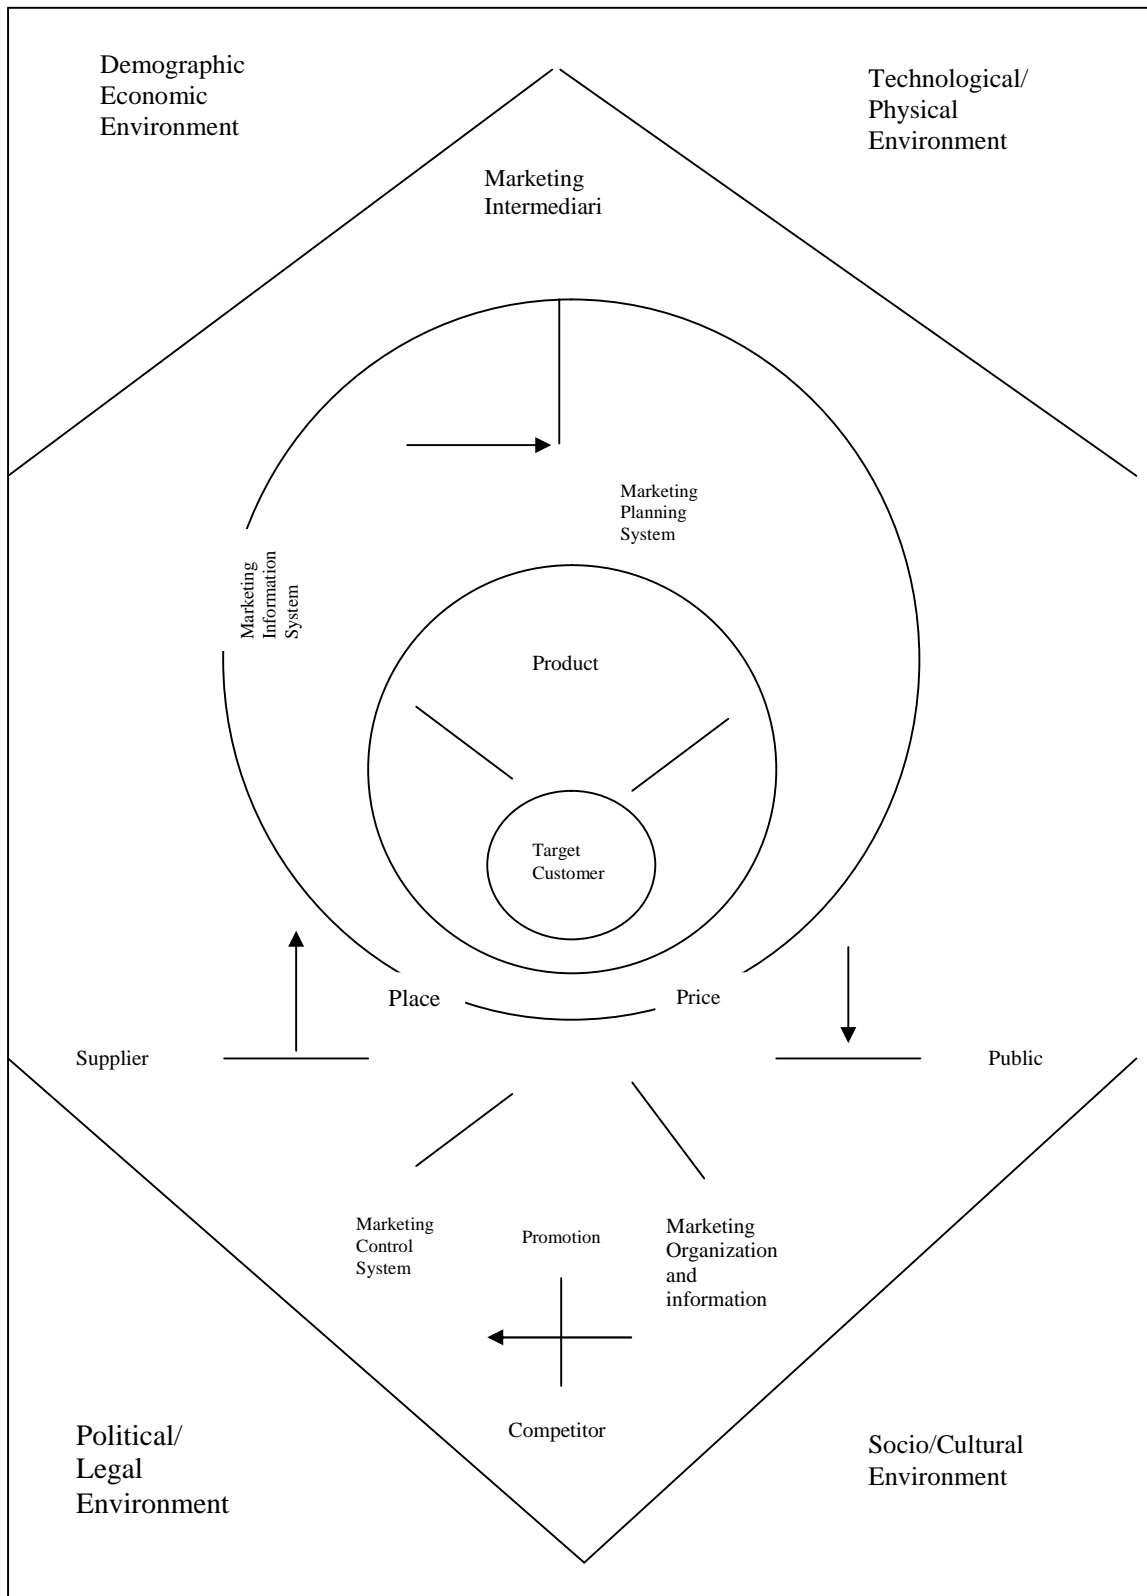 Demographic
Economic
Environment
Technological/
Physical
Environment
Marketing
Intermediari
Marketing
Planning
System
Marketing
Information
System
Product
Target
Customer
Place
Price
Supplier
Public
Marketing
Control
System
Promotion
Marketing
Organization
and
information
Competitor
Political/
Legal
Environment
Socio/Cultural
Environment